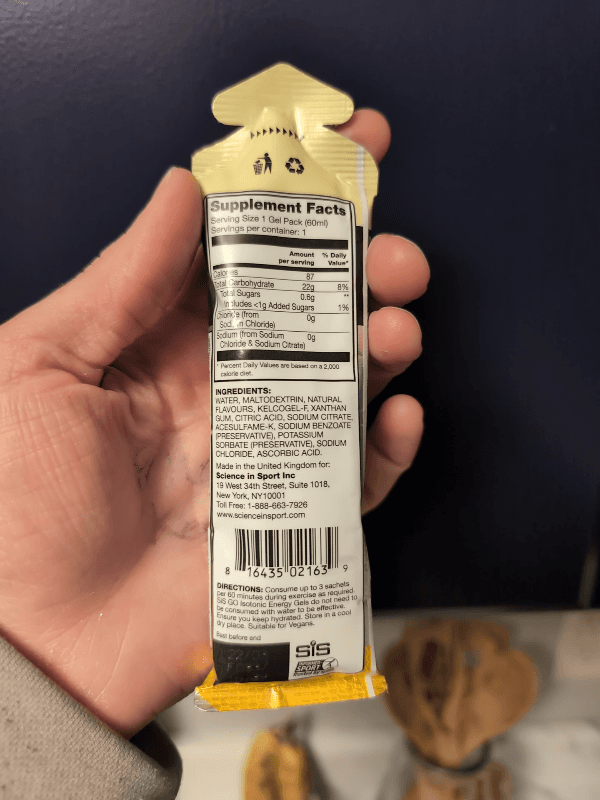 Supplement Facts
Serving Size 1 Gel Pack (60ml)
Servings per container: 1
Amount % Daily
per serving Value*
Calories 87
Total Carbohydrate 22g 8%
Total Sugars 0.6g **
Includes <1g Added Sugars 1%
Chloride (from 0g
Sodium Chloride)
Sodium (from Sodium 0g
Chloride & Sodium Citrate)
* Percent Daily Values are based on a 2,000
calorie diet.
INGREDIENTS:
WATER, MALTODEXTRIN, NATURAL
FLAVOURS, KELCOGEL-F, XANTHAN
GUM, CITRIC ACID, SODIUM CITRATE,
ACESULFAME-K, SODIUM BENZOATE
(PRESERVATIVE), POTASSIUM
SORBATE (PRESERVATIVE), SODIUM
CHLORIDE, ASCORBIC ACID.
Made in the United Kingdom for:
Science in Sport Inc
19 West 34th Street, Suite 1018,
New York, NY10001
Toll Free: 1-888-663-7926
www.scienceinsport.com
8 16435 02163 9
DIRECTIONS: Consume up to 3 sachets
per 60 minutes during exercise as required.
SiS GO Isotonic Energy Gels do not need to
be consumed with water to be effective.
Ensure you keep hydrated. Store in a cool
dry place. Suitable for Vegans.
Best before end
SiS
SPORT